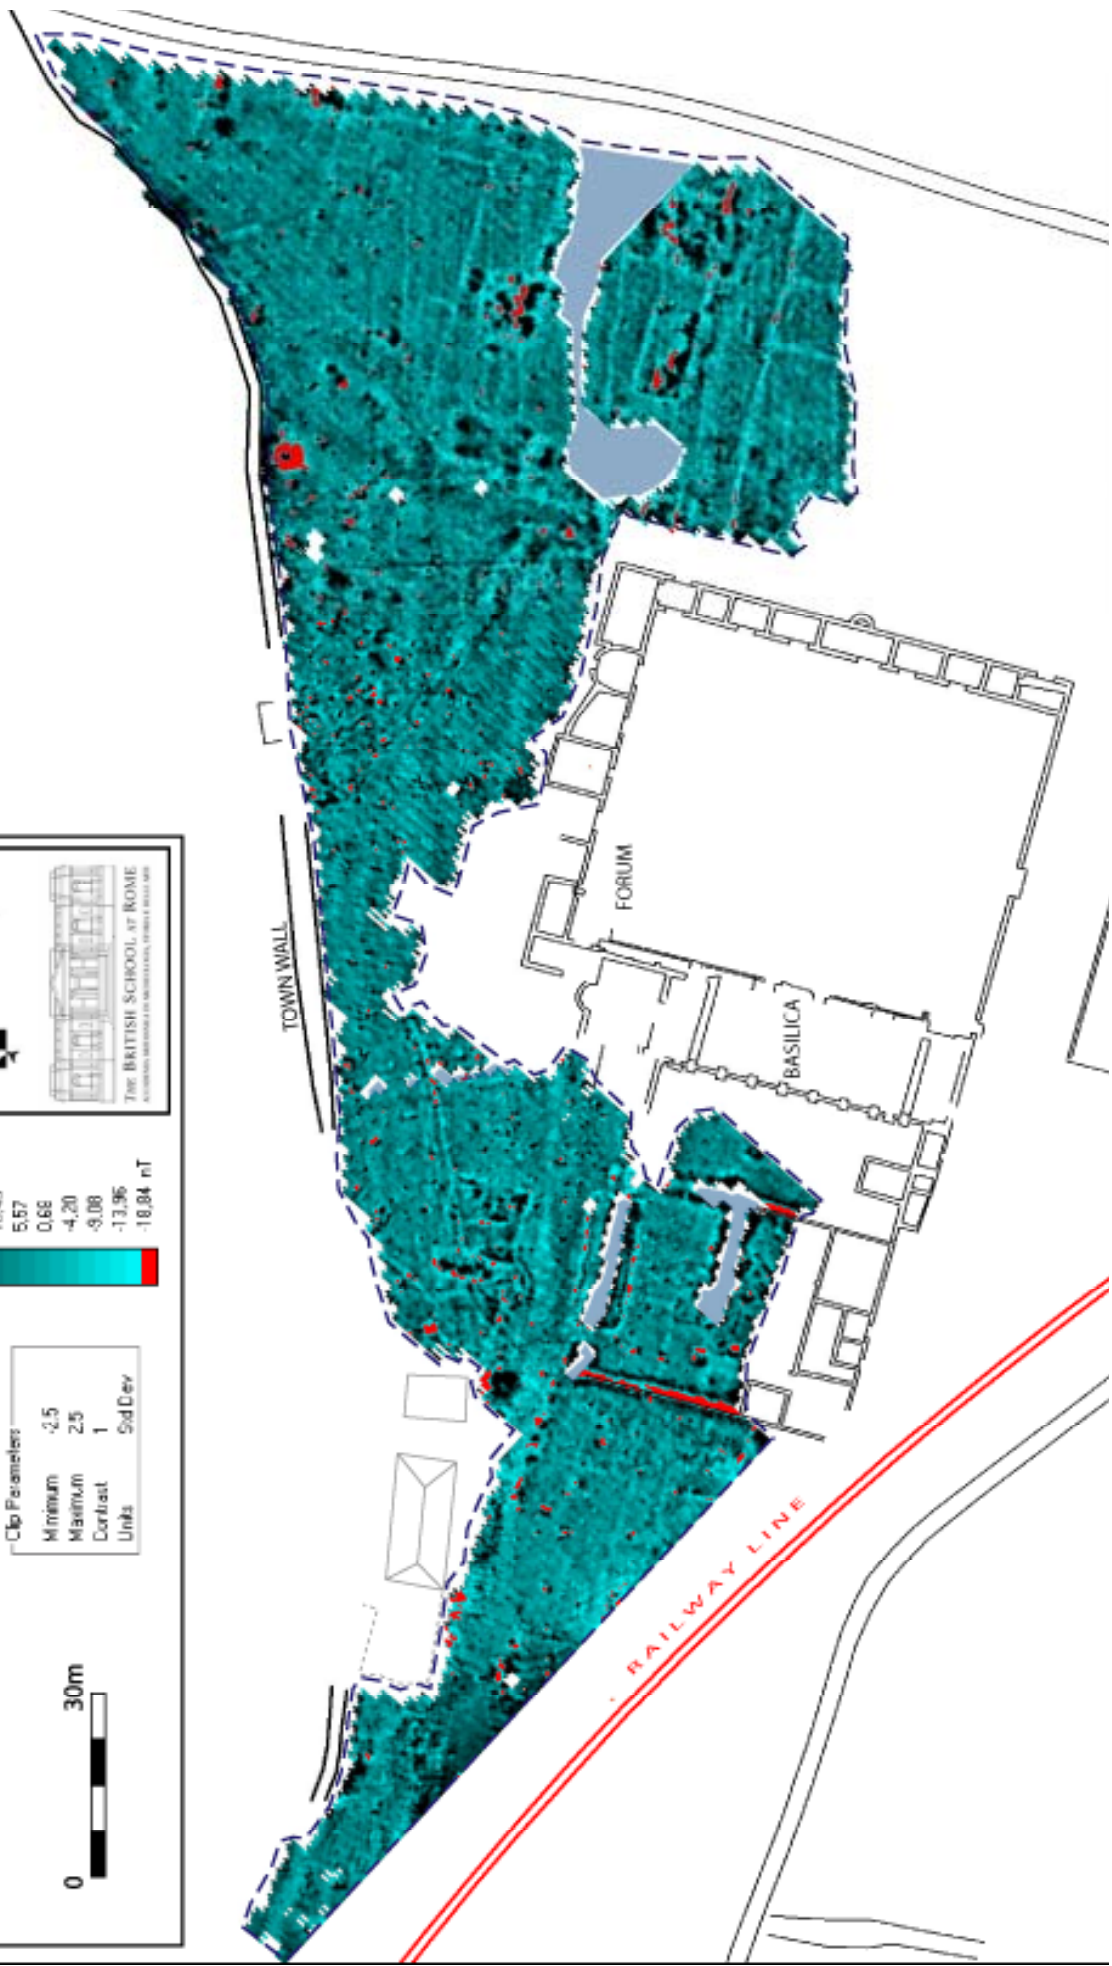 THE BRITISH SCHOOL AT ROME
5,57
0,68
-4,20
-9,08
-13,96
-18,84 nT
Clip Parameters
Minimum -2.5
Maximum 2.5
Contrast 1
Units Std Dev
0 30m
TOWN WALL
FORUM
BASILICA
RAILWAY LINE